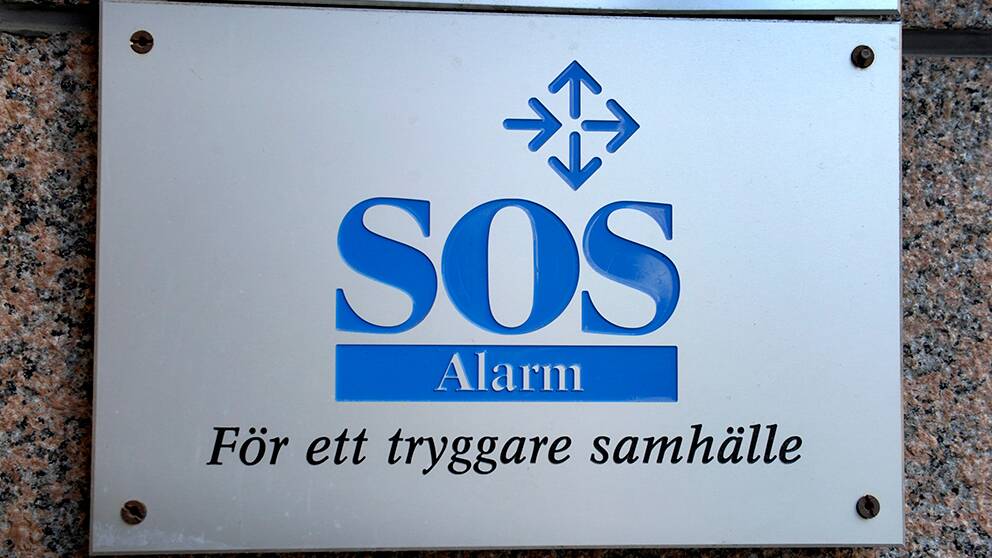 SOS
Alarm
För ett tryggare samhälle